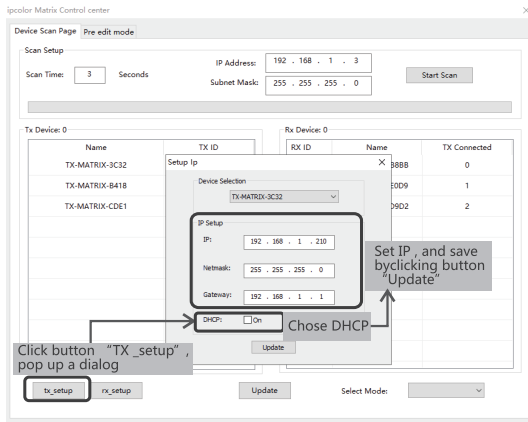 ipcolor Matrix Control center
Device Scan Page Pre edit mode
Scan Setup
Scan Time: 3 Seconds
IP Address: 192 . 168 . 1 . 3
Subnet Mask: 255 . 255 . 255 . 0
Start Scan
Tx Device: 0
Name TX ID
TX-MATRIX-3C32
TX-MATRIX-B418
TX-MATRIX-CDE1
Rx Device: 0
RX ID Name TX Connected
B8BB 0
E0D9 1
D9D2 2
Setup Ip
Device Selection
TX-MATRIX-3C32
IP Setup
IP: 192 . 168 . 1 . 210
Netmask: 255 . 255 . 255 . 0
Gateway: 192 . 168 . 1 . 1
DHCP: On
Update
Set IP , and save
byclicking button
“Update”
Chose DHCP
Click button “TX _setup” ,
pop up a dialog
tx_setup rx_setup Update Select Mode: